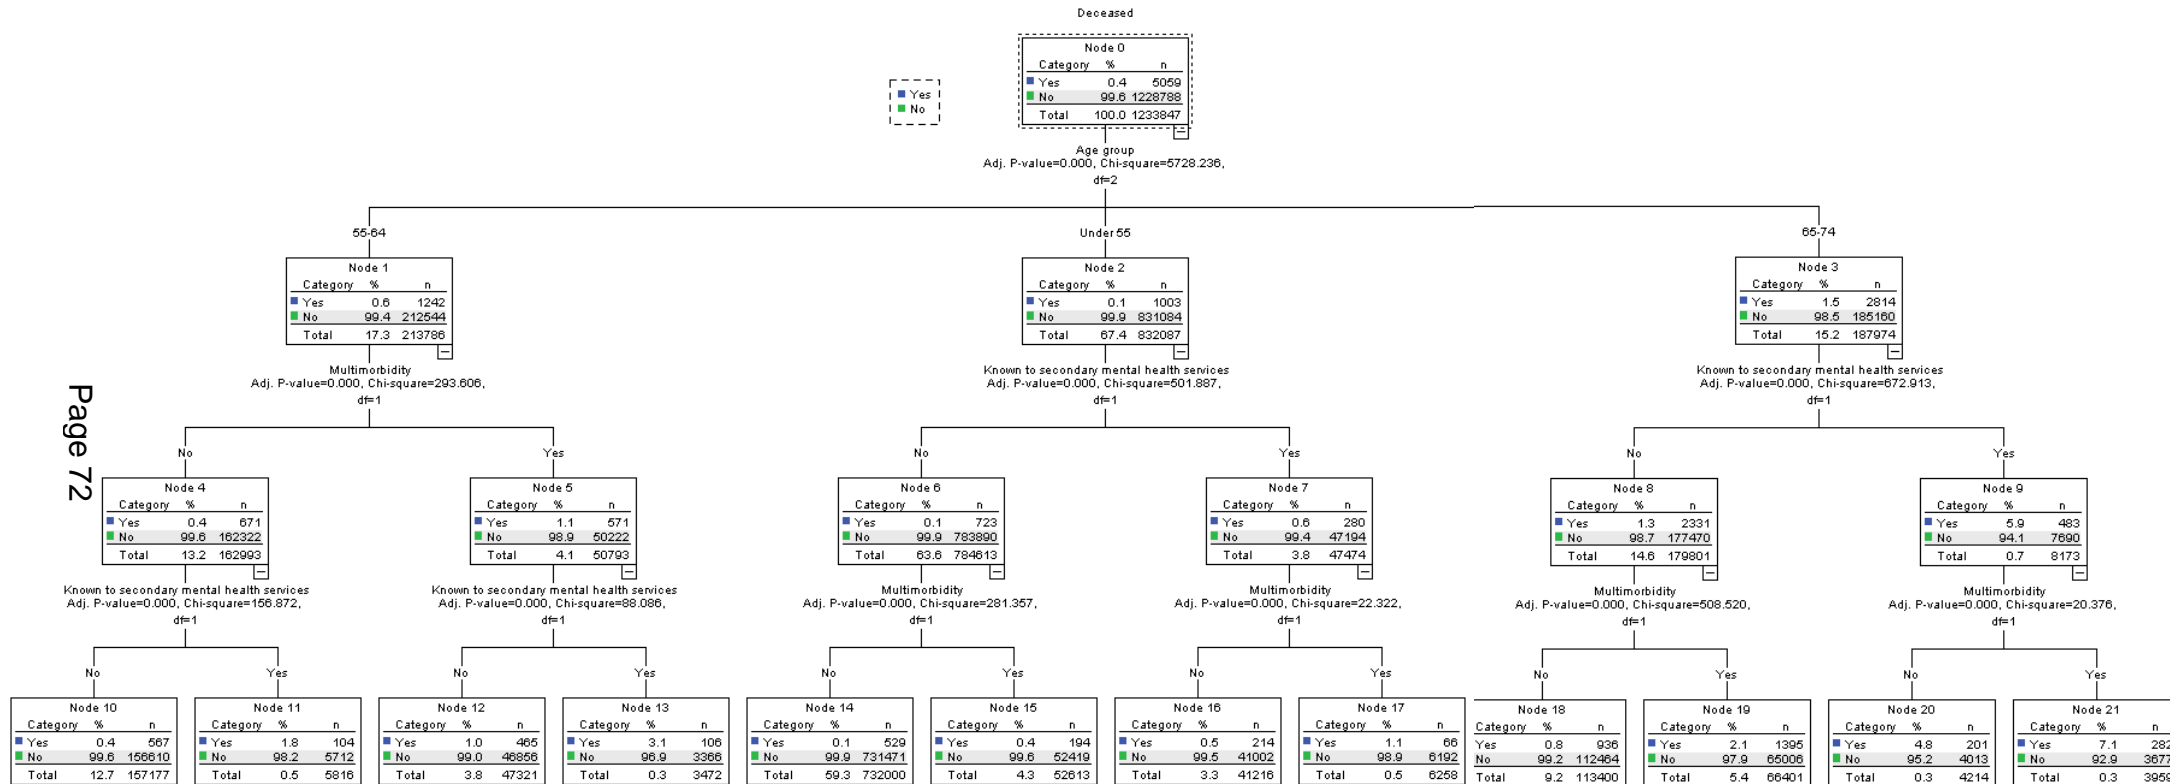 Deceased
Node 0
Category % n
Yes 0.4 5059
No 99.6 1228788
Total 100.0 1233847
Yes
No
Age group
Adj. P-value=0.000, Chi-square=5728.236,
df=2
55-64
Under 55
65-74
Node 1
Category % n
Yes 0.6 1242
No 99.4 212544
Total 17.3 213786
Node 2
Category % n
Yes 0.1 1003
No 99.9 831084
Total 67.4 832087
Node 3
Category % n
Yes 1.5 2814
No 98.5 185160
Total 15.2 187974
Multimorbidity
Adj. P-value=0.000, Chi-square=293.606,
df=1
Known to secondary mental health services
Adj. P-value=0.000, Chi-square=501.887,
df=1
Known to secondary mental health services
Adj. P-value=0.000, Chi-square=672.913,
df=1
Page 72
No
Yes
No
Yes
No
Yes
Node 4
Category % n
Yes 0.4 671
No 99.6 162322
Total 13.2 162993
Node 5
Category % n
Yes 1.1 571
No 98.9 50222
Total 4.1 50793
Node 6
Category % n
Yes 0.1 723
No 99.9 783890
Total 63.6 784613
Node 7
Category % n
Yes 0.6 280
No 99.4 47194
Total 3.8 47474
Node 8
Category % n
Yes 1.3 2331
No 98.7 177470
Total 14.6 179801
Node 9
Category % n
Yes 5.9 483
No 94.1 7690
Total 0.7 8173
Known to secondary mental health services
Adj. P-value=0.000, Chi-square=156.872,
df=1
Known to secondary mental health services
Adj. P-value=0.000, Chi-square=88.086,
df=1
Multimorbidity
Adj. P-value=0.000, Chi-square=281.357,
df=1
Multimorbidity
Adj. P-value=0.000, Chi-square=22.322,
df=1
Multimorbidity
Adj. P-value=0.000, Chi-square=508.520,
df=1
Multimorbidity
Adj. P-value=0.000, Chi-square=20.376,
df=1
No
Yes
No
Yes
No
Yes
No
Yes
No
Yes
No
Yes
Node 10
Category % n
Yes 0.4 567
No 99.6 156610
Total 12.7 157177
Node 11
Category % n
Yes 1.8 104
No 98.2 5712
Total 0.5 5816
Node 12
Category % n
Yes 1.0 465
No 99.0 46856
Total 3.8 47321
Node 13
Category % n
Yes 3.1 106
No 96.9 3366
Total 0.3 3472
Node 14
Category % n
Yes 0.1 529
No 99.9 731471
Total 59.3 732000
Node 15
Category % n
Yes 0.4 194
No 99.6 52419
Total 4.3 52613
Node 16
Category % n
Yes 0.5 214
No 99.5 41002
Total 3.3 41216
Node 17
Category % n
Yes 1.1 66
No 98.9 6192
Total 0.5 6258
Node 18
Category % n
Yes 0.8 936
No 99.2 112464
Total 9.2 113400
Node 19
Category % n
Yes 2.1 1395
No 97.9 65006
Total 5.4 66401
Node 20
Category % n
Yes 4.8 201
No 95.2 4013
Total 0.3 4214
Node 21
Category % n
Yes 7.1 282
No 92.9 3677
Total 0.3 3959